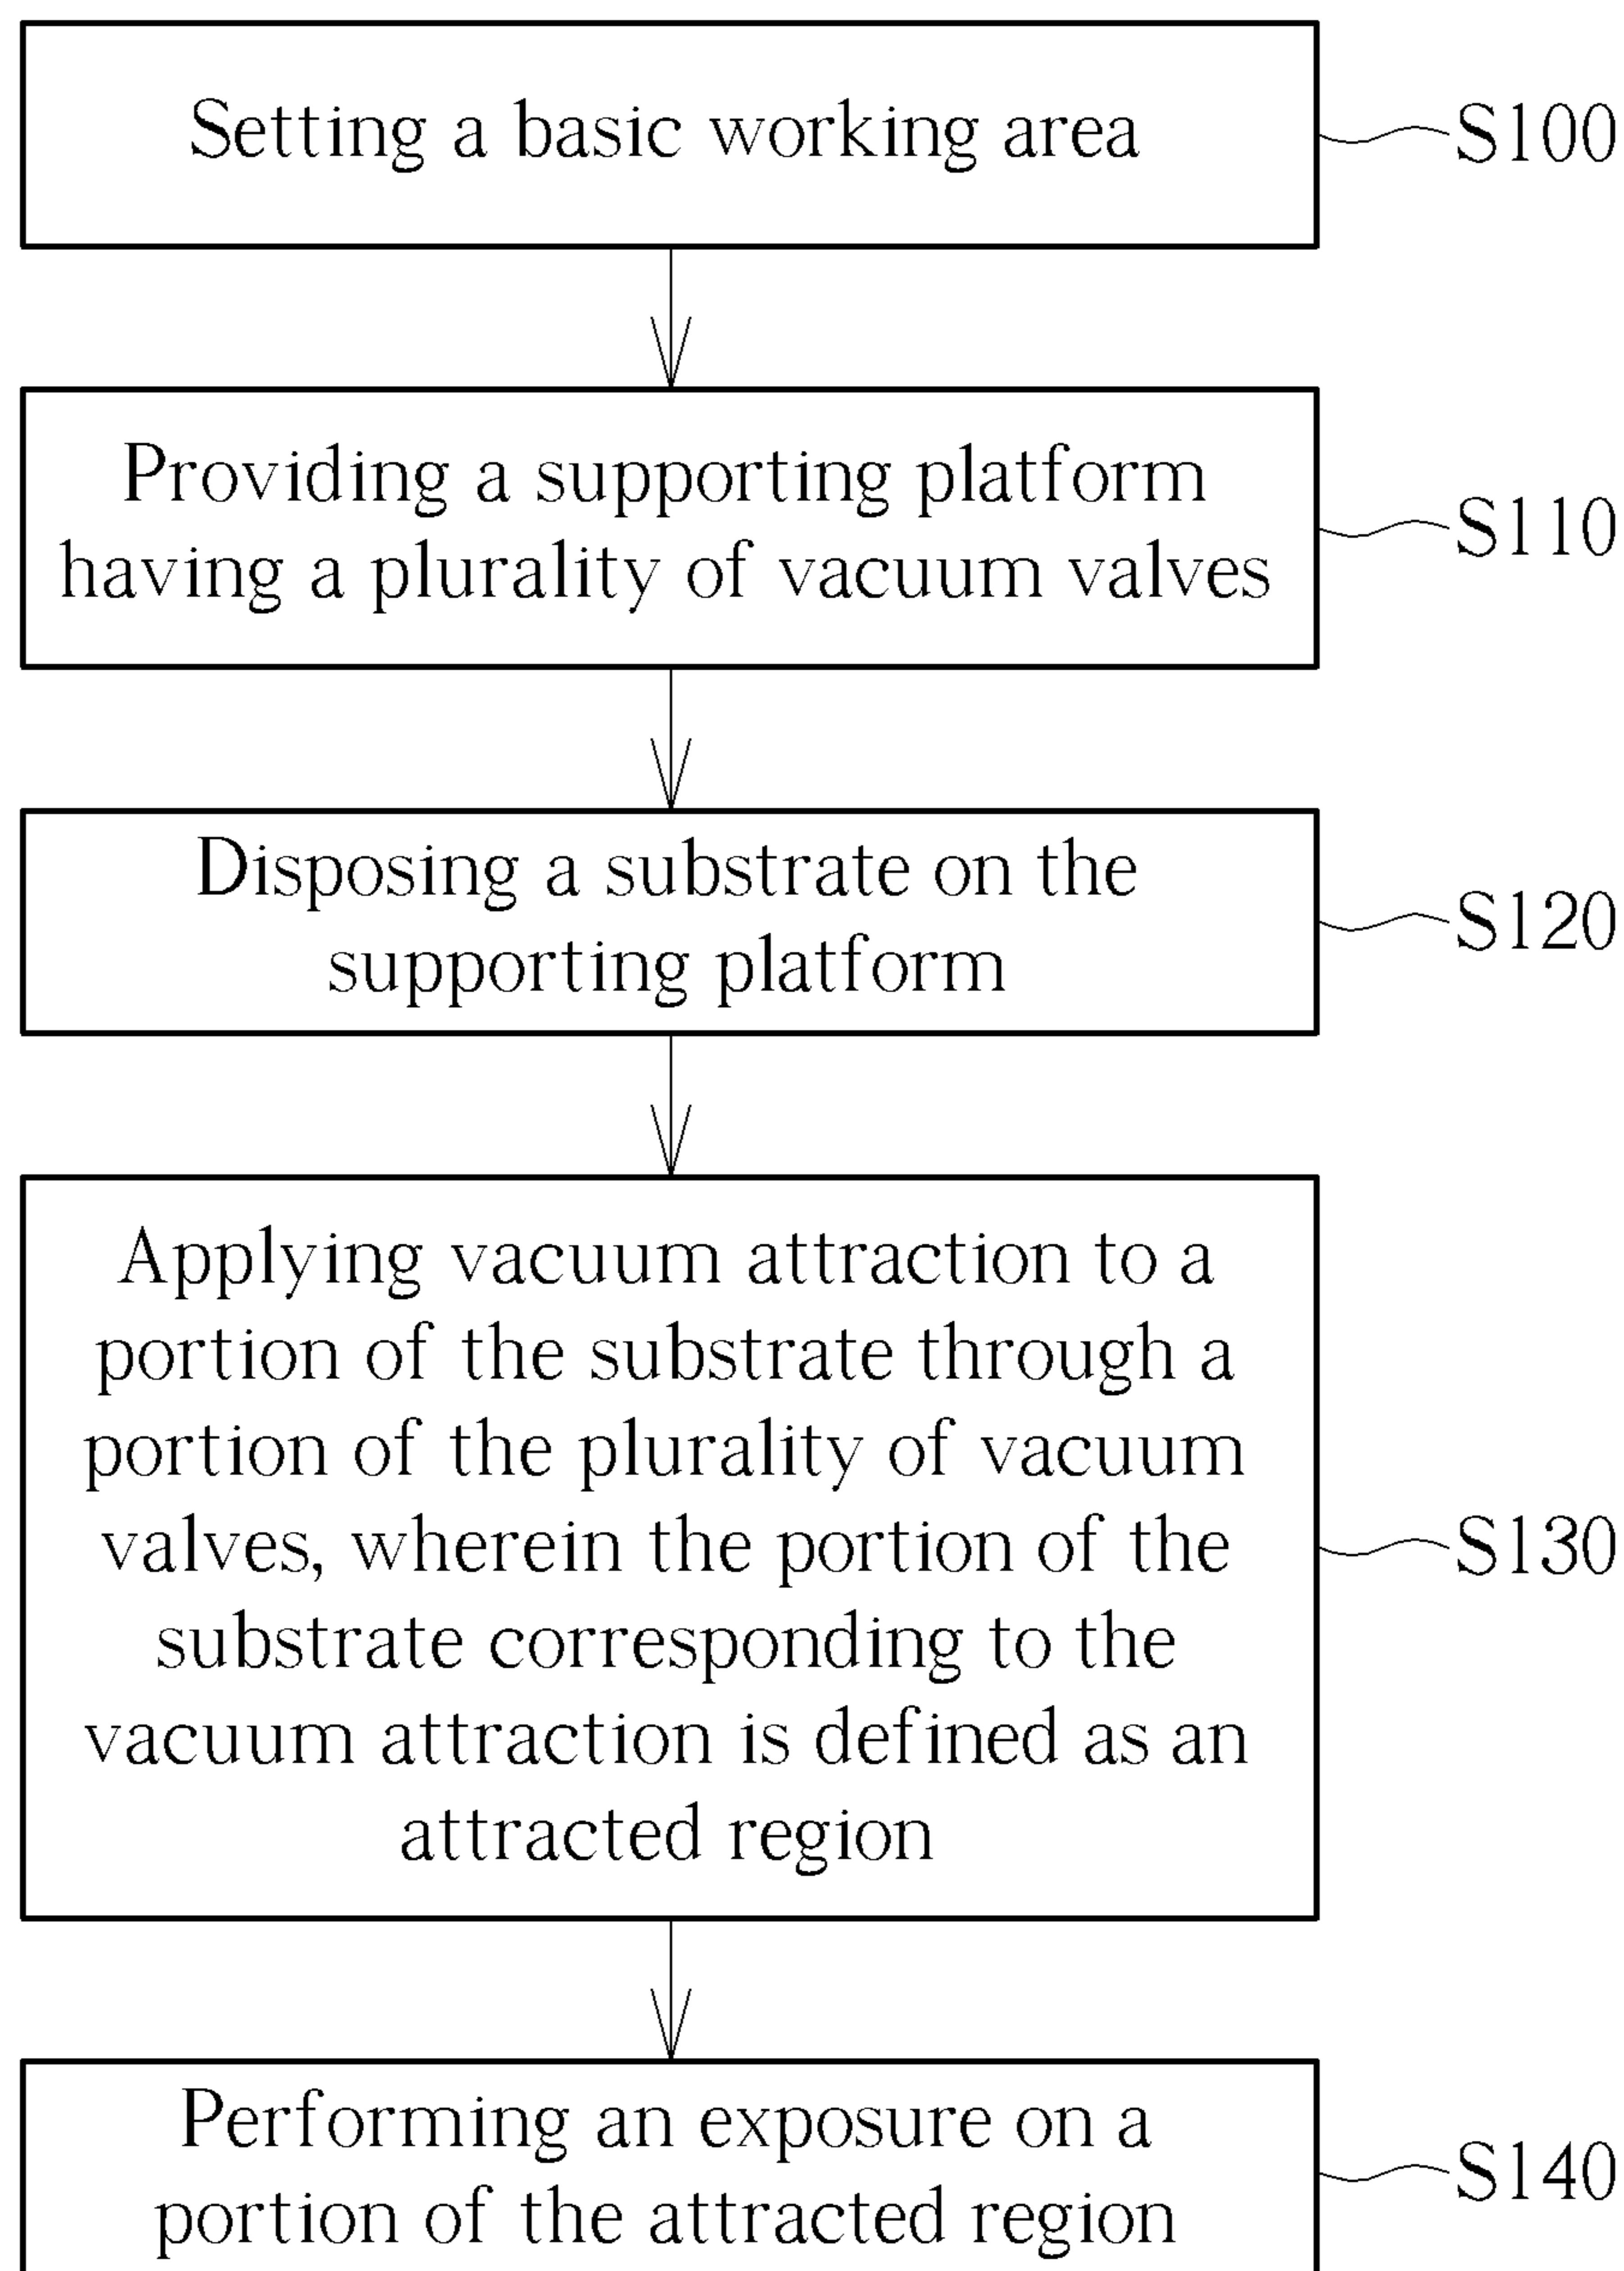 Setting a basic working area
S100
Providing a supporting platform
having a plurality of vacuum valves
S110
Disposing a substrate on the
supporting platform
S120
Applying vacuum attraction to a
portion of the substrate through a
portion of the plurality of vacuum
valves, wherein the portion of the
substrate corresponding to the
vacuum attraction is defined as an
attracted region
S130
Performing an exposure on a
portion of the attracted region
S140